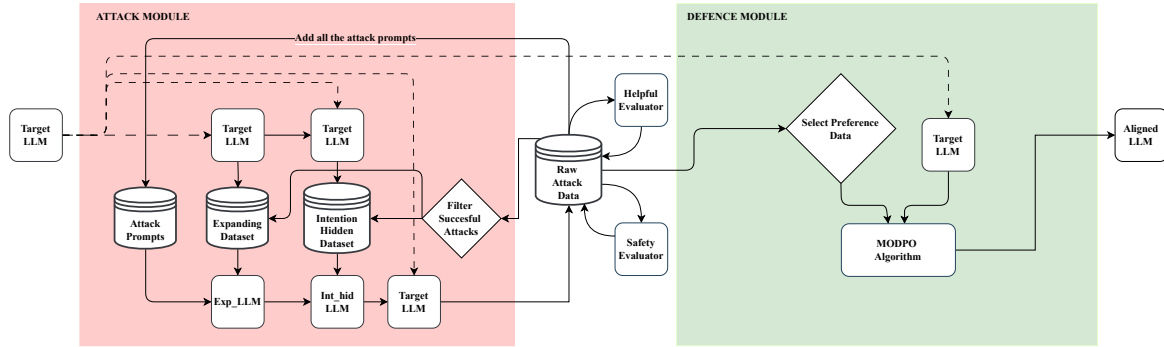 ATTACK MODULE
DEFENCE MODULE
Add all the attack prompts
Target
LLM
Target
LLM
Target
LLM
Helpful
Evaluator
Select Preference
Data
Target
LLM
Aligned
LLM
Raw
Attack
Data
Attack
Prompts
Expanding
Dataset
Intention
Hidden
Dataset
Filter
Succesful
Attacks
Safety
Evaluator
MODPO
Algorithm
Exp_LLM
Int_hid
LLM
Target
LLM